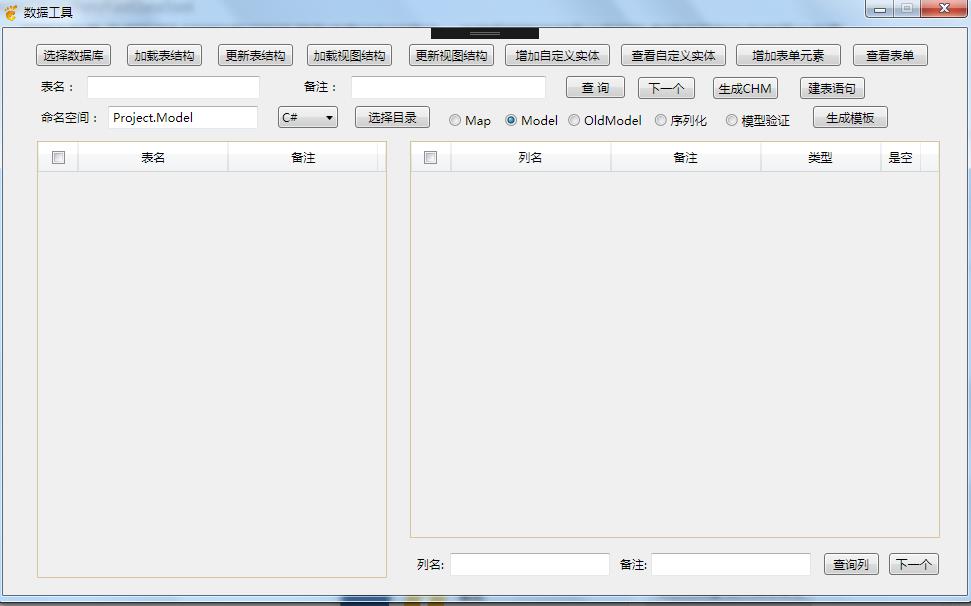 数据工具
选择数据库 加载表结构 更新表结构 加载视图结构 更新视图结构 增加自定义实体 查看自定义实体 增加表单元素 查看表单
表名： 备注： 查 询 下一个 生成CHM 建表语句
命名空间： Project.Model C# 选择目录 Map Model OldModel 序列化 模型验证 生成模板
表名 备注 列名 备注 类型 是空
列名: 备注: 查询列 下一个